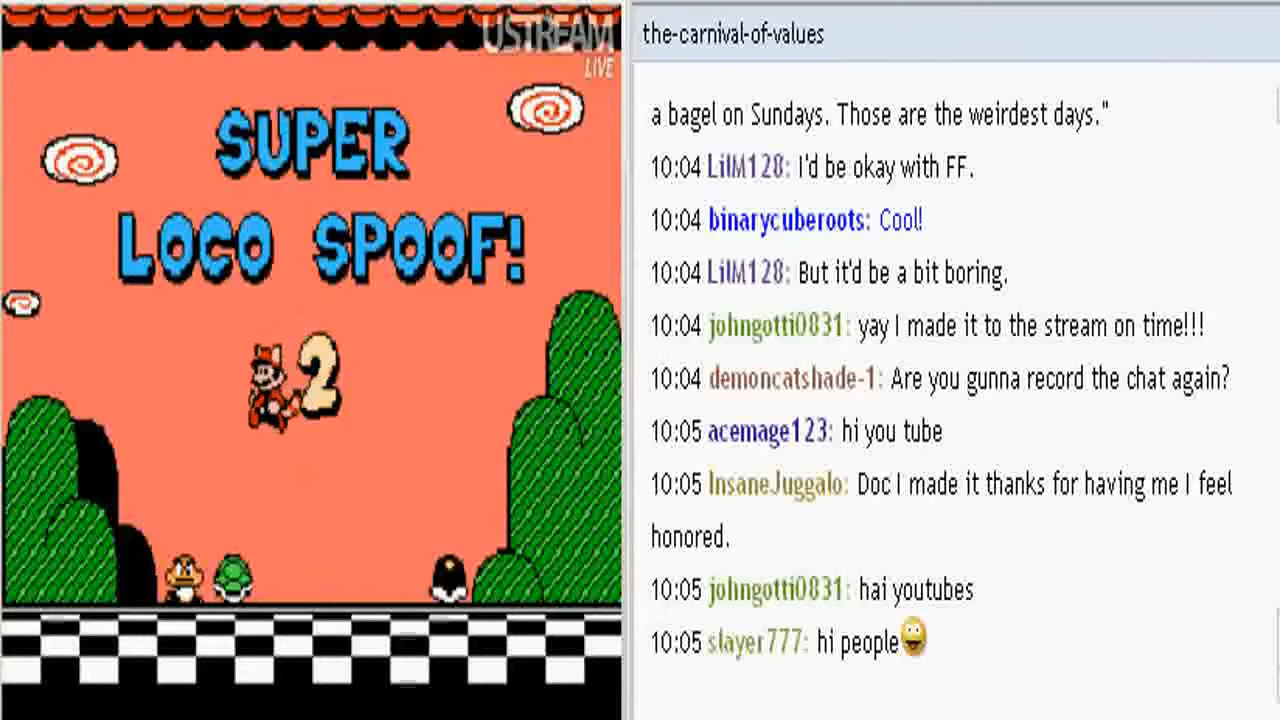 USTREAM
LIVE
SUPER
LOCO SPOOF!
2
the-carnival-of-values
a bagel on Sundays. Those are the weirdest days."
10:04 LilM128: I'd be okay with FF.
10:04 binarycuberoots: Cool!
10:04 LilM128: But it'd be a bit boring.
10:04 johngotti0831: yay I made it to the stream on time!!!
10:04 demoncatshade-1: Are you gunna record the chat again?
10:05 acemage123: hi you tube
10:05 InsaneJuggalo: Doc I made it thanks for having me I feel
honored.
10:05 johngotti0831: hai youtubes
10:05 slayer777: hi people